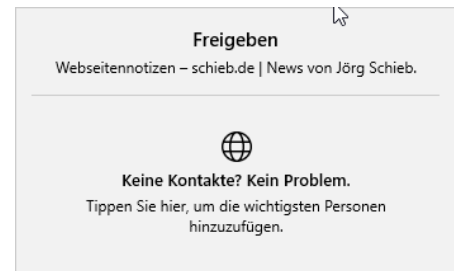 Freigeben
Webseitennotizen – schieb.de | News von Jörg Schieb.
Keine Kontakte? Kein Problem.
Tippen Sie hier, um die wichtigsten Personen
hinzuzufügen.